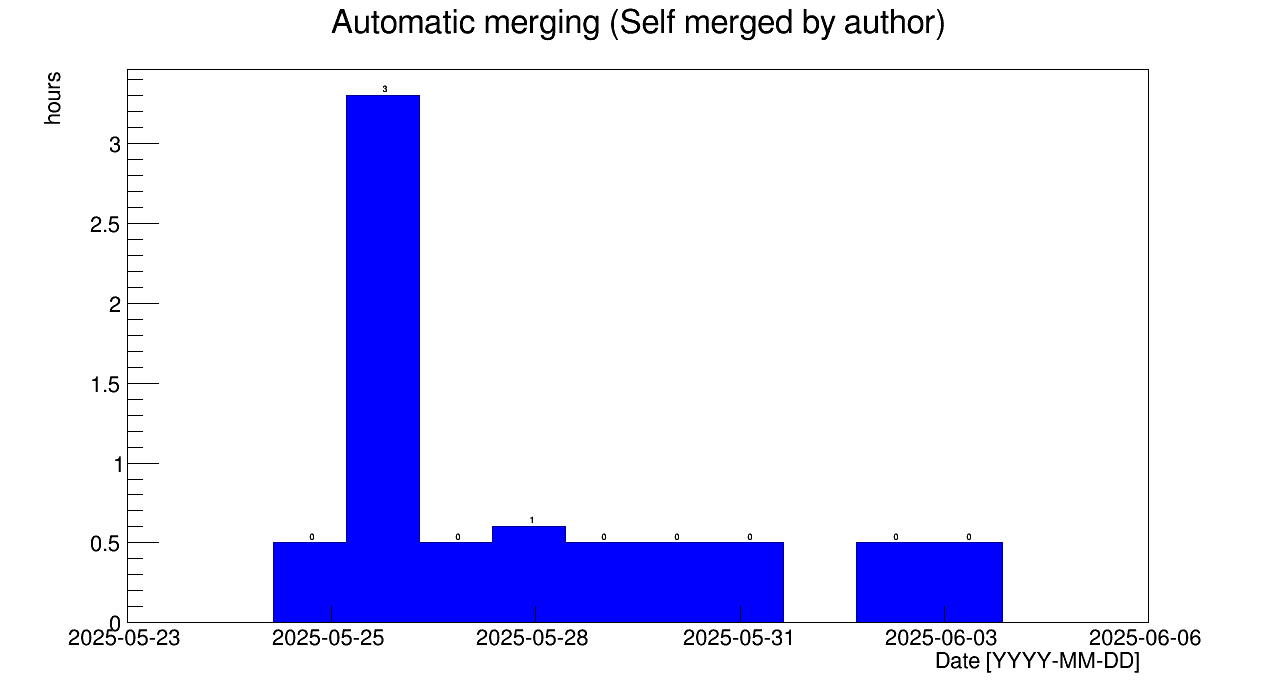 Automatic merging (Self merged by author)
hours
3
2.5
2
1.5
1
0.5
0
3
0 0 1 0 0 0 0 0
2025-05-23 2025-05-25 2025-05-28 2025-05-31 2025-06-03 2025-06-06
Date [YYYY-MM-DD]